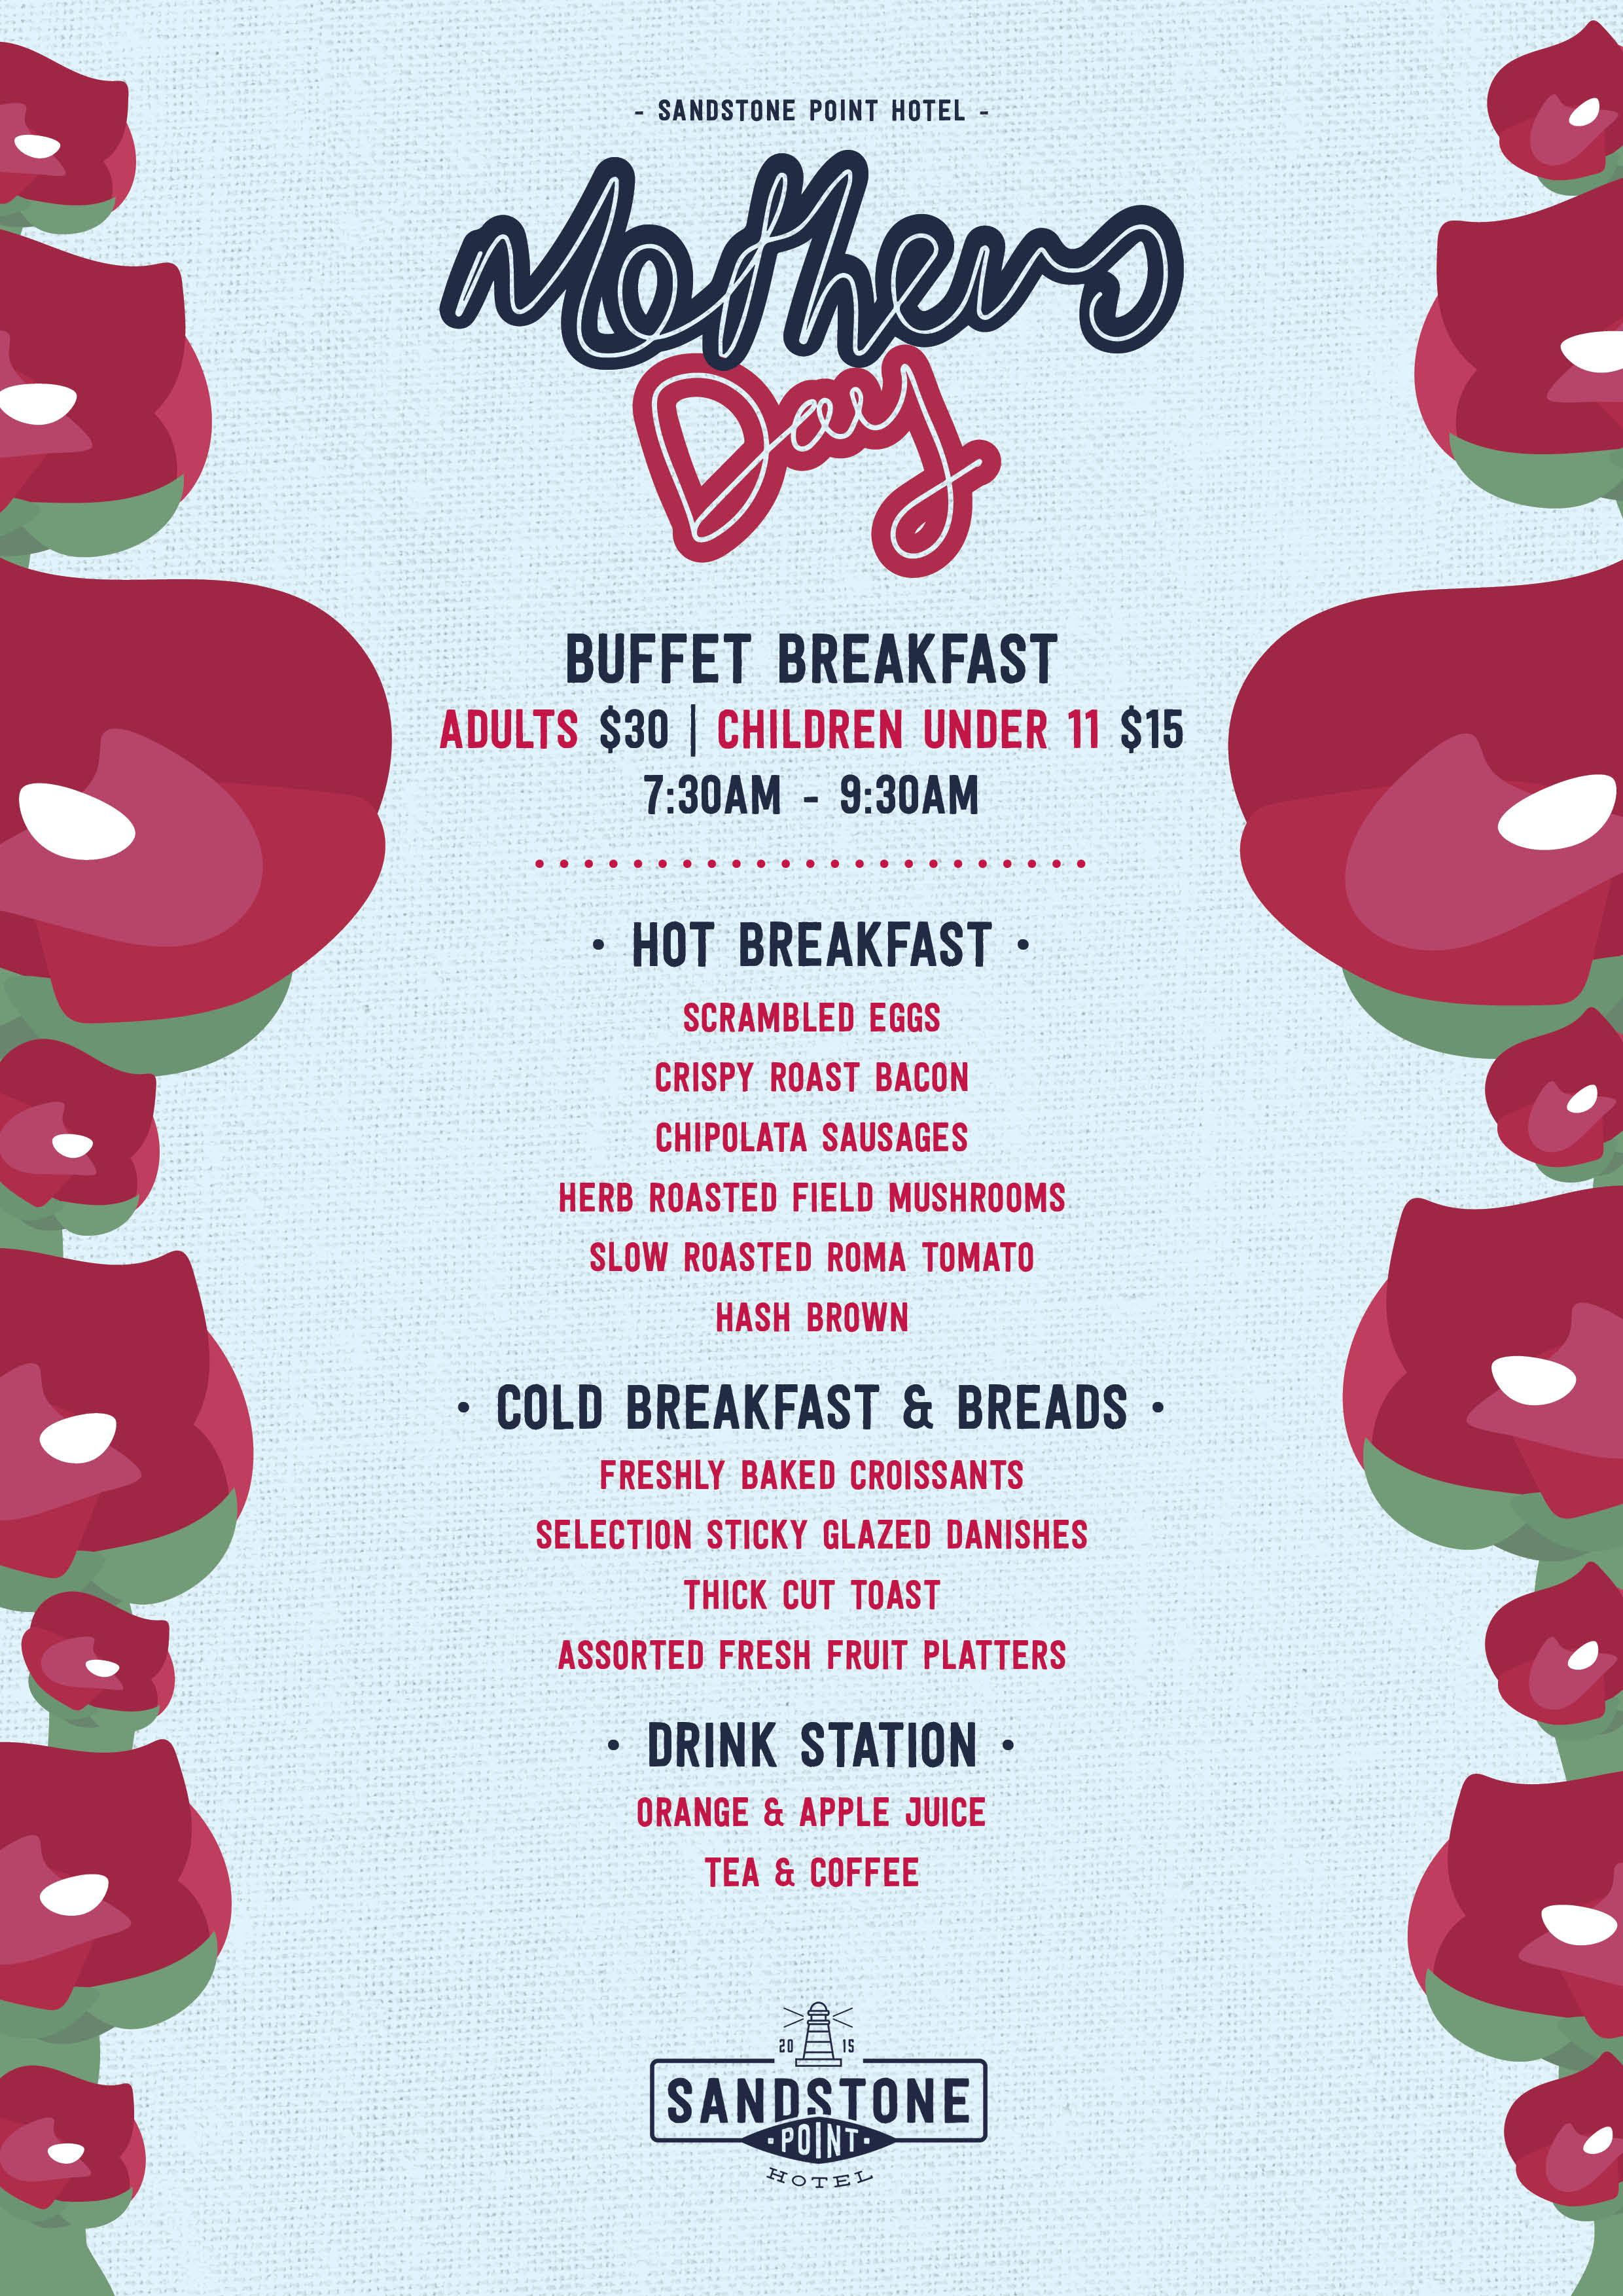 - SANDSTONE POINT HOTEL -
Mothers
Day
BUFFET BREAKFAST
ADULTS $30 | CHILDREN UNDER 11 $15
7:30AM - 9:30AM
· HOT BREAKFAST ·
SCRAMBLED EGGS
CRISPY ROAST BACON
CHIPOLATA SAUSAGES
HERB ROASTED FIELD MUSHROOMS
SLOW ROASTED ROMA TOMATO
HASH BROWN
· COLD BREAKFAST & BREADS ·
FRESHLY BAKED CROISSANTS
SELECTION STICKY GLAZED DANISHES
THICK CUT TOAST
ASSORTED FRESH FRUIT PLATTERS
· DRINK STATION ·
ORANGE & APPLE JUICE
TEA & COFFEE
20 15
SANDSTONE
·POINT·
HOTEL